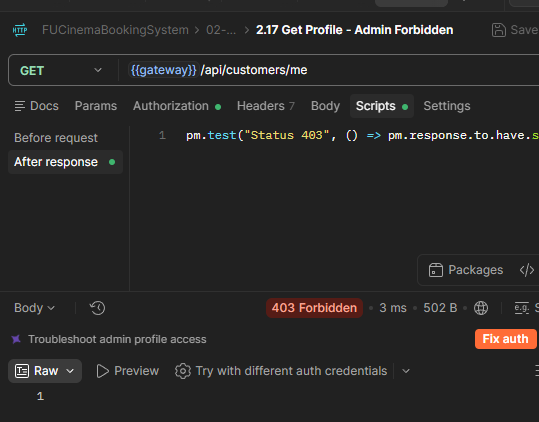 HTTP FUCinemaBookingSystem > 02-... > 2.17 Get Profile - Admin Forbidden Save
GET {{gateway}} /api/customers/me
Docs Params Authorization Headers 7 Body Scripts Settings
Before request
After response
1 pm.test("Status 403", () => pm.response.to.have.s
Packages </>
Body 403 Forbidden • 3 ms • 502 B • e.g. S
Troubleshoot admin profile access Fix auth
Raw Preview Try with different auth credentials
1